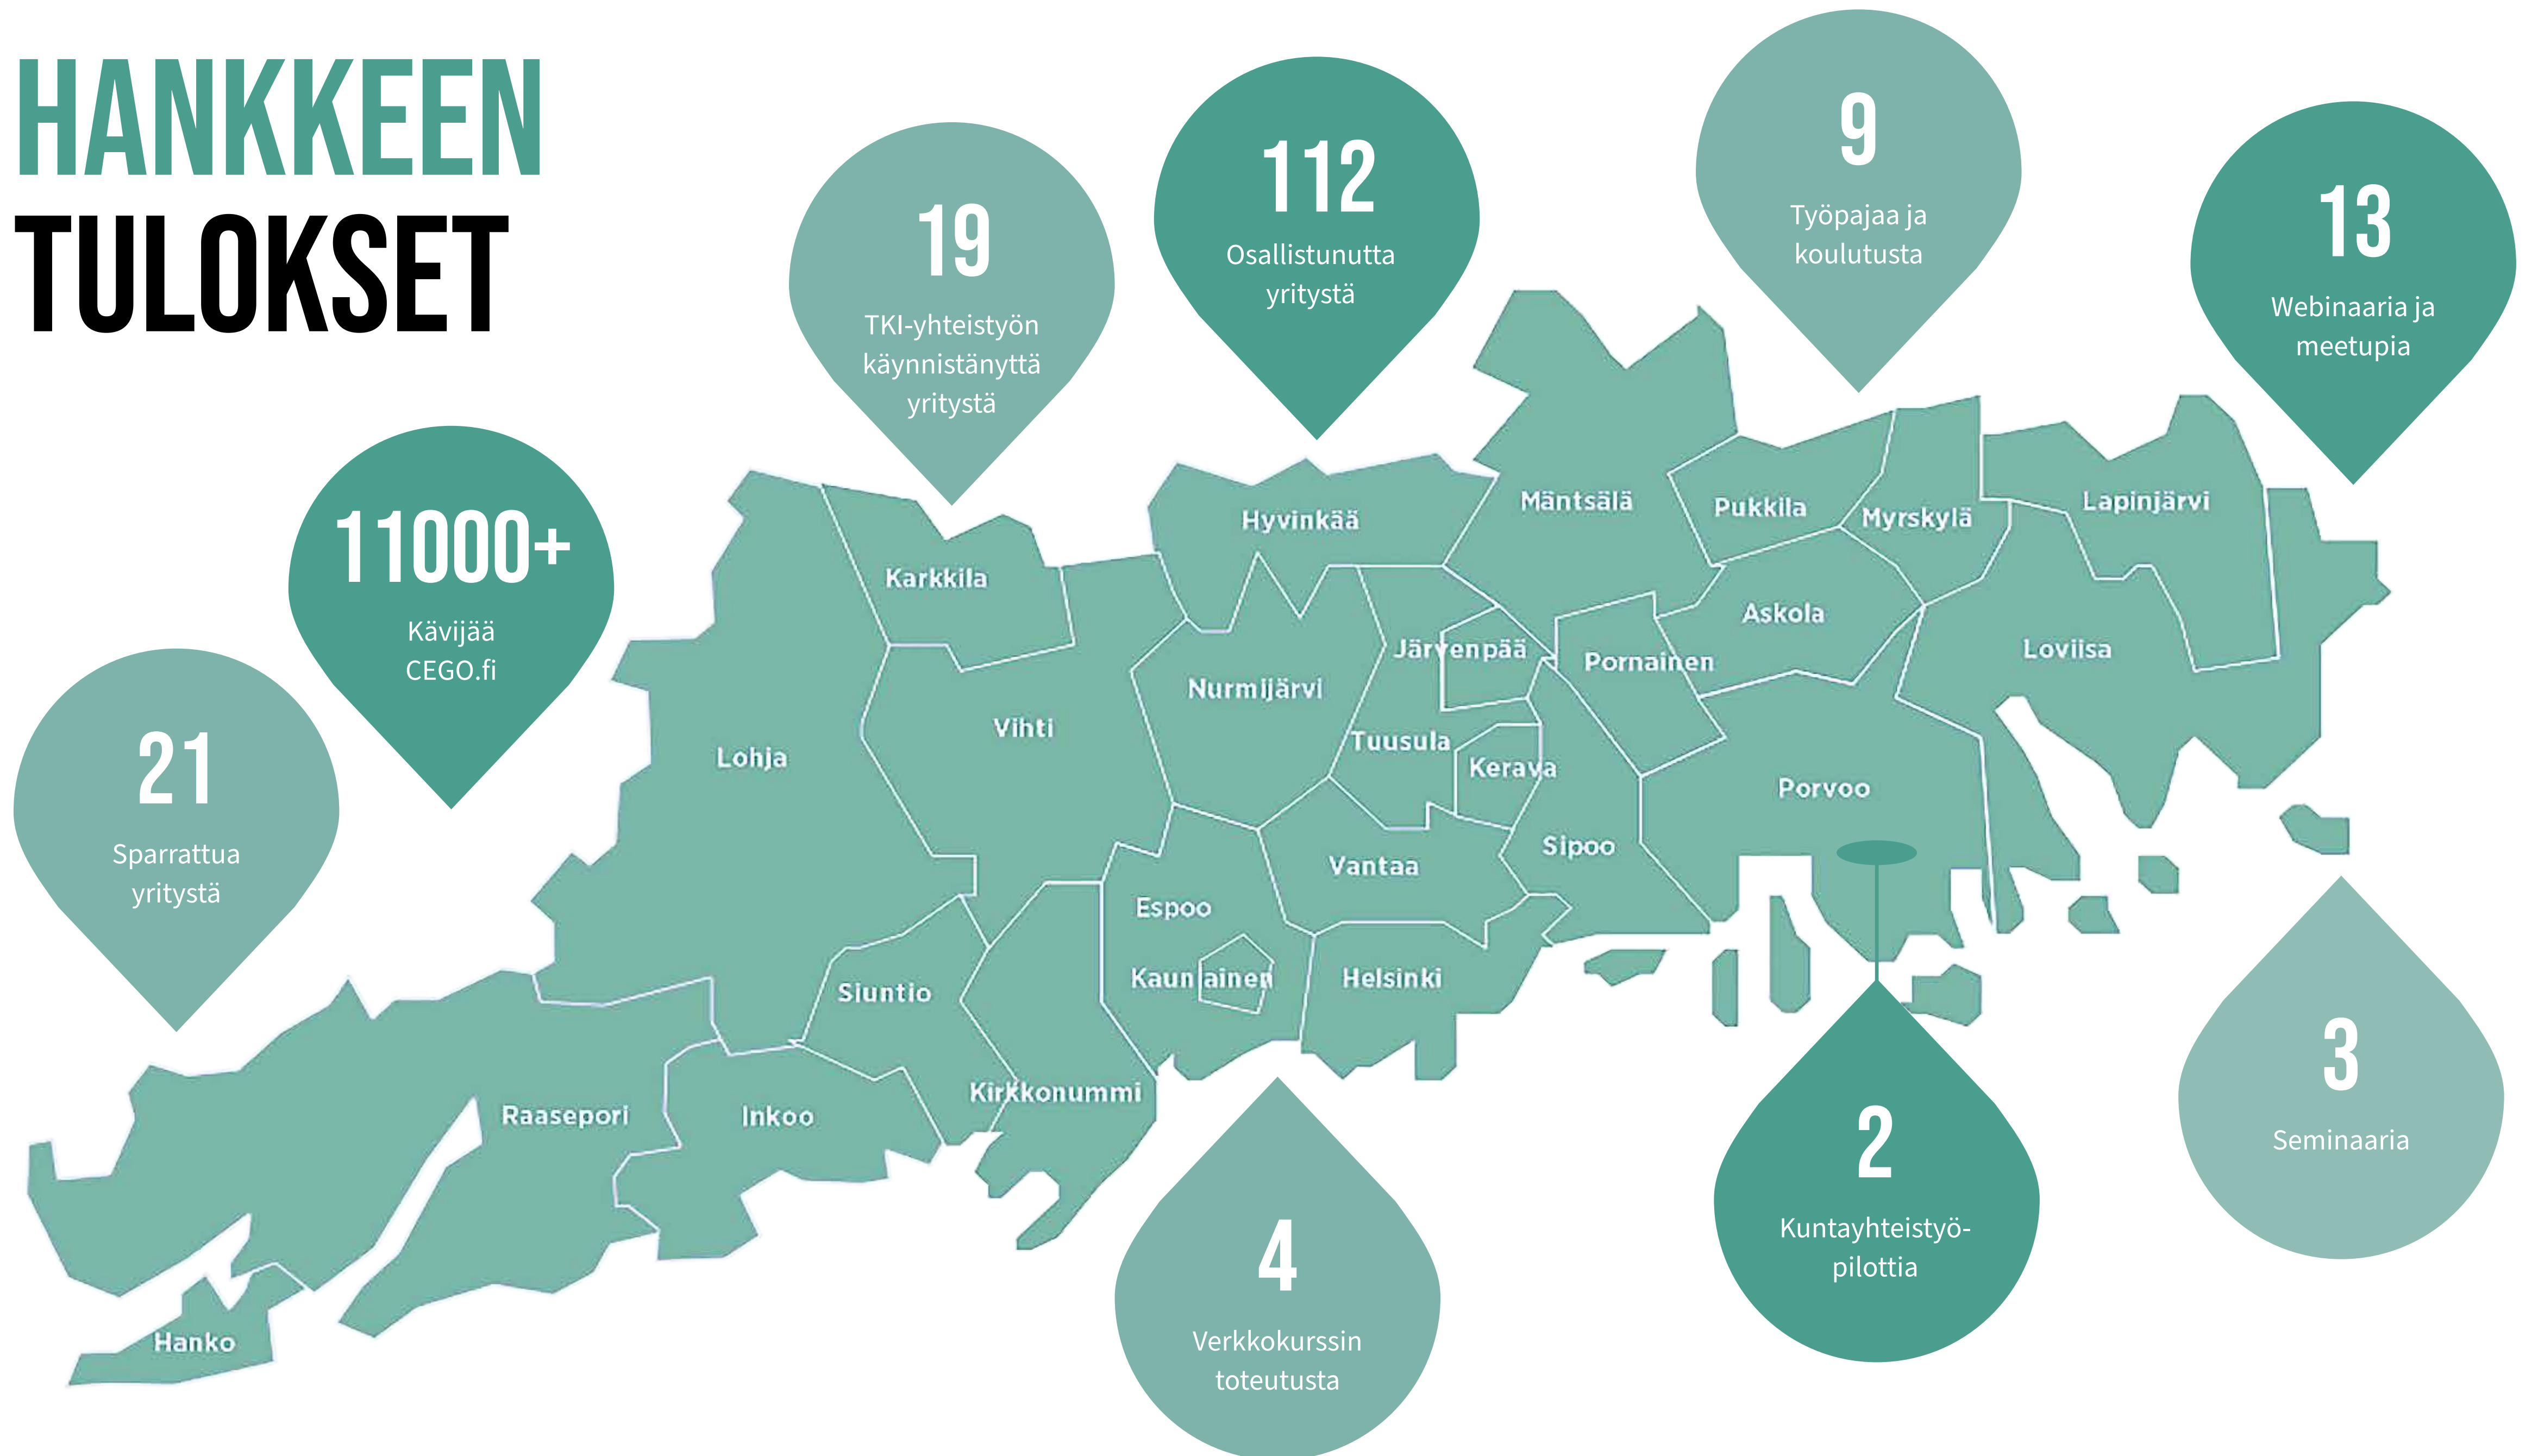 HANKKEEN
TULOKSET
9
Työpajaa ja
koulutusta
112
Osallistunutta
yritystä
13
Webinaaria ja
meetupia
19
TKI-yhteistyön
käynnistänyttä
yritystä
11000+
Kävijää
CEGO.fi
21
Sparrattua
yritystä
Hyvinkää
Mäntsälä
Pukkila
Myrskylä
Lapinjärvi
Karkkila
Askola
Järvenpää
Pornainen
Loviisa
Nurmijärvi
Vihti
Tuusula
Lohja
Kerava
Porvoo
Sipoo
Vantaa
Espoo
Kauniainen
Helsinki
Siuntio
Kirkkonummi
Raasepori
Inkoo
Hanko
3
Seminaaria
2
Kuntayhteistyö-
pilottia
4
Verkkokurssin
toteutusta